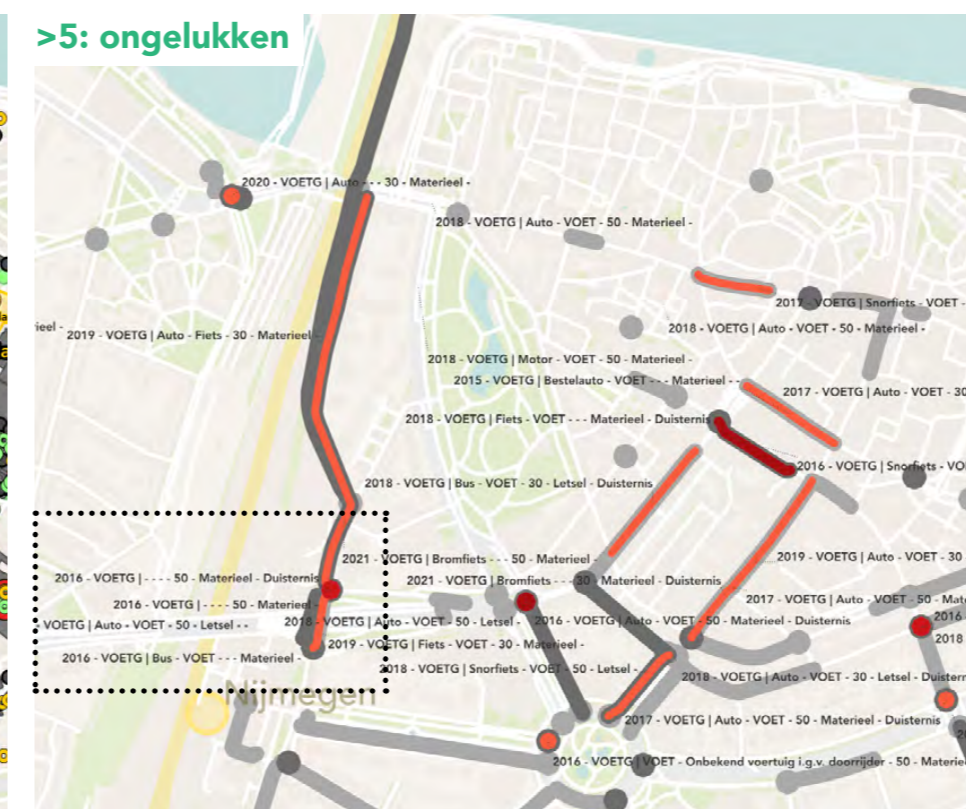 >5: ongelukken
2020 - VOETG | Auto - - - 30 - Materieel -
2018 - VOETG | Auto - VOET - 50 - Materieel -
2017 - VOETG | Snorfiets - VOET -
2018 - VOETG | Auto - VOET - 50 - Materieel -
2019 - VOETG | Auto - Fiets - 30 - Materieel -
2018 - VOETG | Motor - VOET - 50 - Materieel -
2015 - VOETG | Bestelauto - VOET - - - Materieel - -
2017 - VOETG | Auto - VOET - 30
2018 - VOETG | Fiets - VOET - - - Materieel - Duisternis
2016 - VOETG | Snorfiets - VO
2018 - VOETG | Bus - VOET - 30 - Letsel - Duisternis
2021 - VOETG | Bromfiets - - - 50 - Materieel -
2019 - VOETG | Auto - VOET - 30
2016 - VOETG | - - - - 50 - Materieel - Duisternis
2021 - VOETG | Bromfiets - - - 30 - Materieel - Duisternis
2016 - VOETG | - - - - 50 - Materieel -
2017 - VOETG | Auto - VOET - 50 - Mate
2016 -
- VOETG | Auto - VOET - 50 - Letsel - -
2018 - VOETG | Auto - VOET - 50 - Letsel -
2016 - VOETG | Auto - VOET - 50 - Materieel - Duisternis
2018
2019 - VOETG | Fiets - VOET - 30 - Materieel -
2016 - VOETG | Bus - VOET - - - Materieel -
2018 - VOETG | Snorfiets - VOET - 50 - Letsel -
2018 - VOETG | Auto - VOET - 30 - Letsel - Duistern
Nijmegen
2017 - VOETG | Auto - VOET - 50 - Materieel - Duisternis
2016 - VOETG | VOET - Onbekend voertuig i.g.v. doorrijder - 50 - Materie